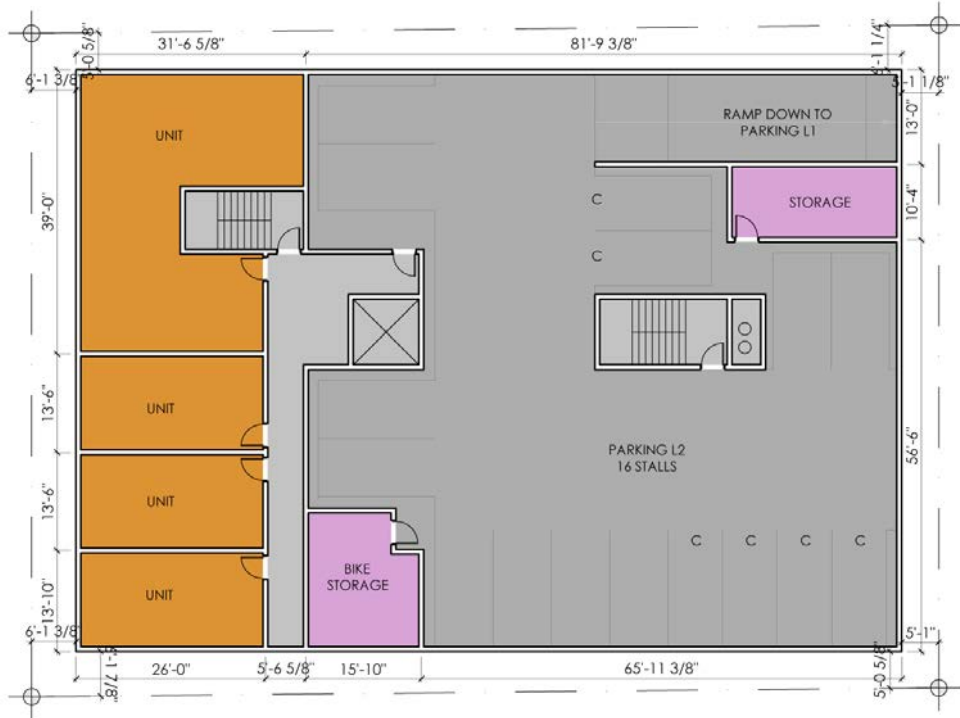 31'-6 5/8"
81'-9 3/8"
5'-0 5/8"
5'-1 1/4"
6'-1 3/8"
5'-1 1/8"
UNIT
RAMP DOWN TO
PARKING L1
13'-0"
39'-0"
C
STORAGE
10'-4"
C
13'-6"
UNIT
PARKING L2
16 STALLS
56'-6"
13'-6"
UNIT
C
C
C
C
BIKE
STORAGE
13'-10"
UNIT
6'-1 3/8"
5'-1"
26'-0"
5'-6 5/8"
15'-10"
65'-11 3/8"
5'-0 5/8"